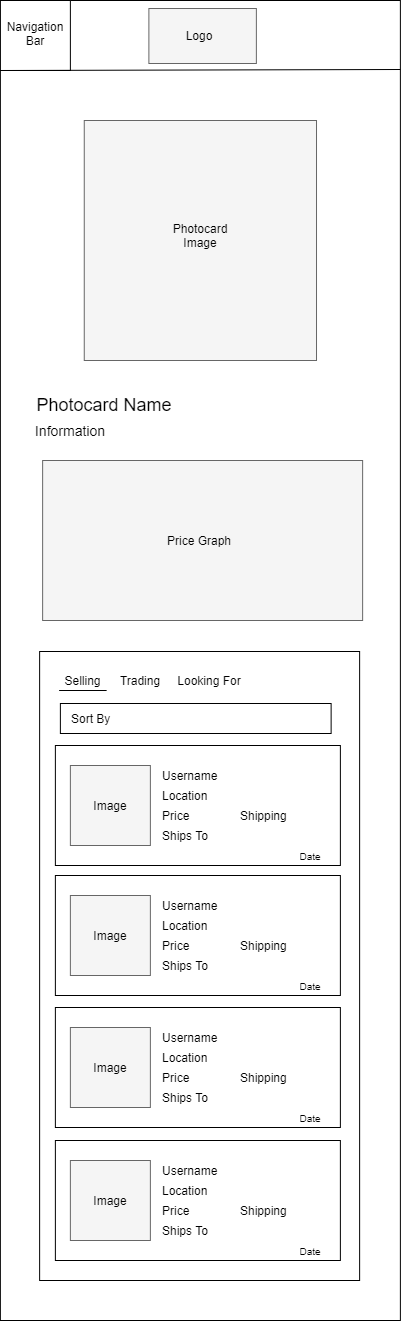 Navigation
Bar
Logo
Photocard
Image
Photocard Name
Information
Price Graph
Selling Trading Looking For
Sort By
Image
Username
Location
Price Shipping
Ships To
Date
Image
Username
Location
Price Shipping
Ships To
Date
Image
Username
Location
Price Shipping
Ships To
Date
Image
Username
Location
Price Shipping
Ships To
Date